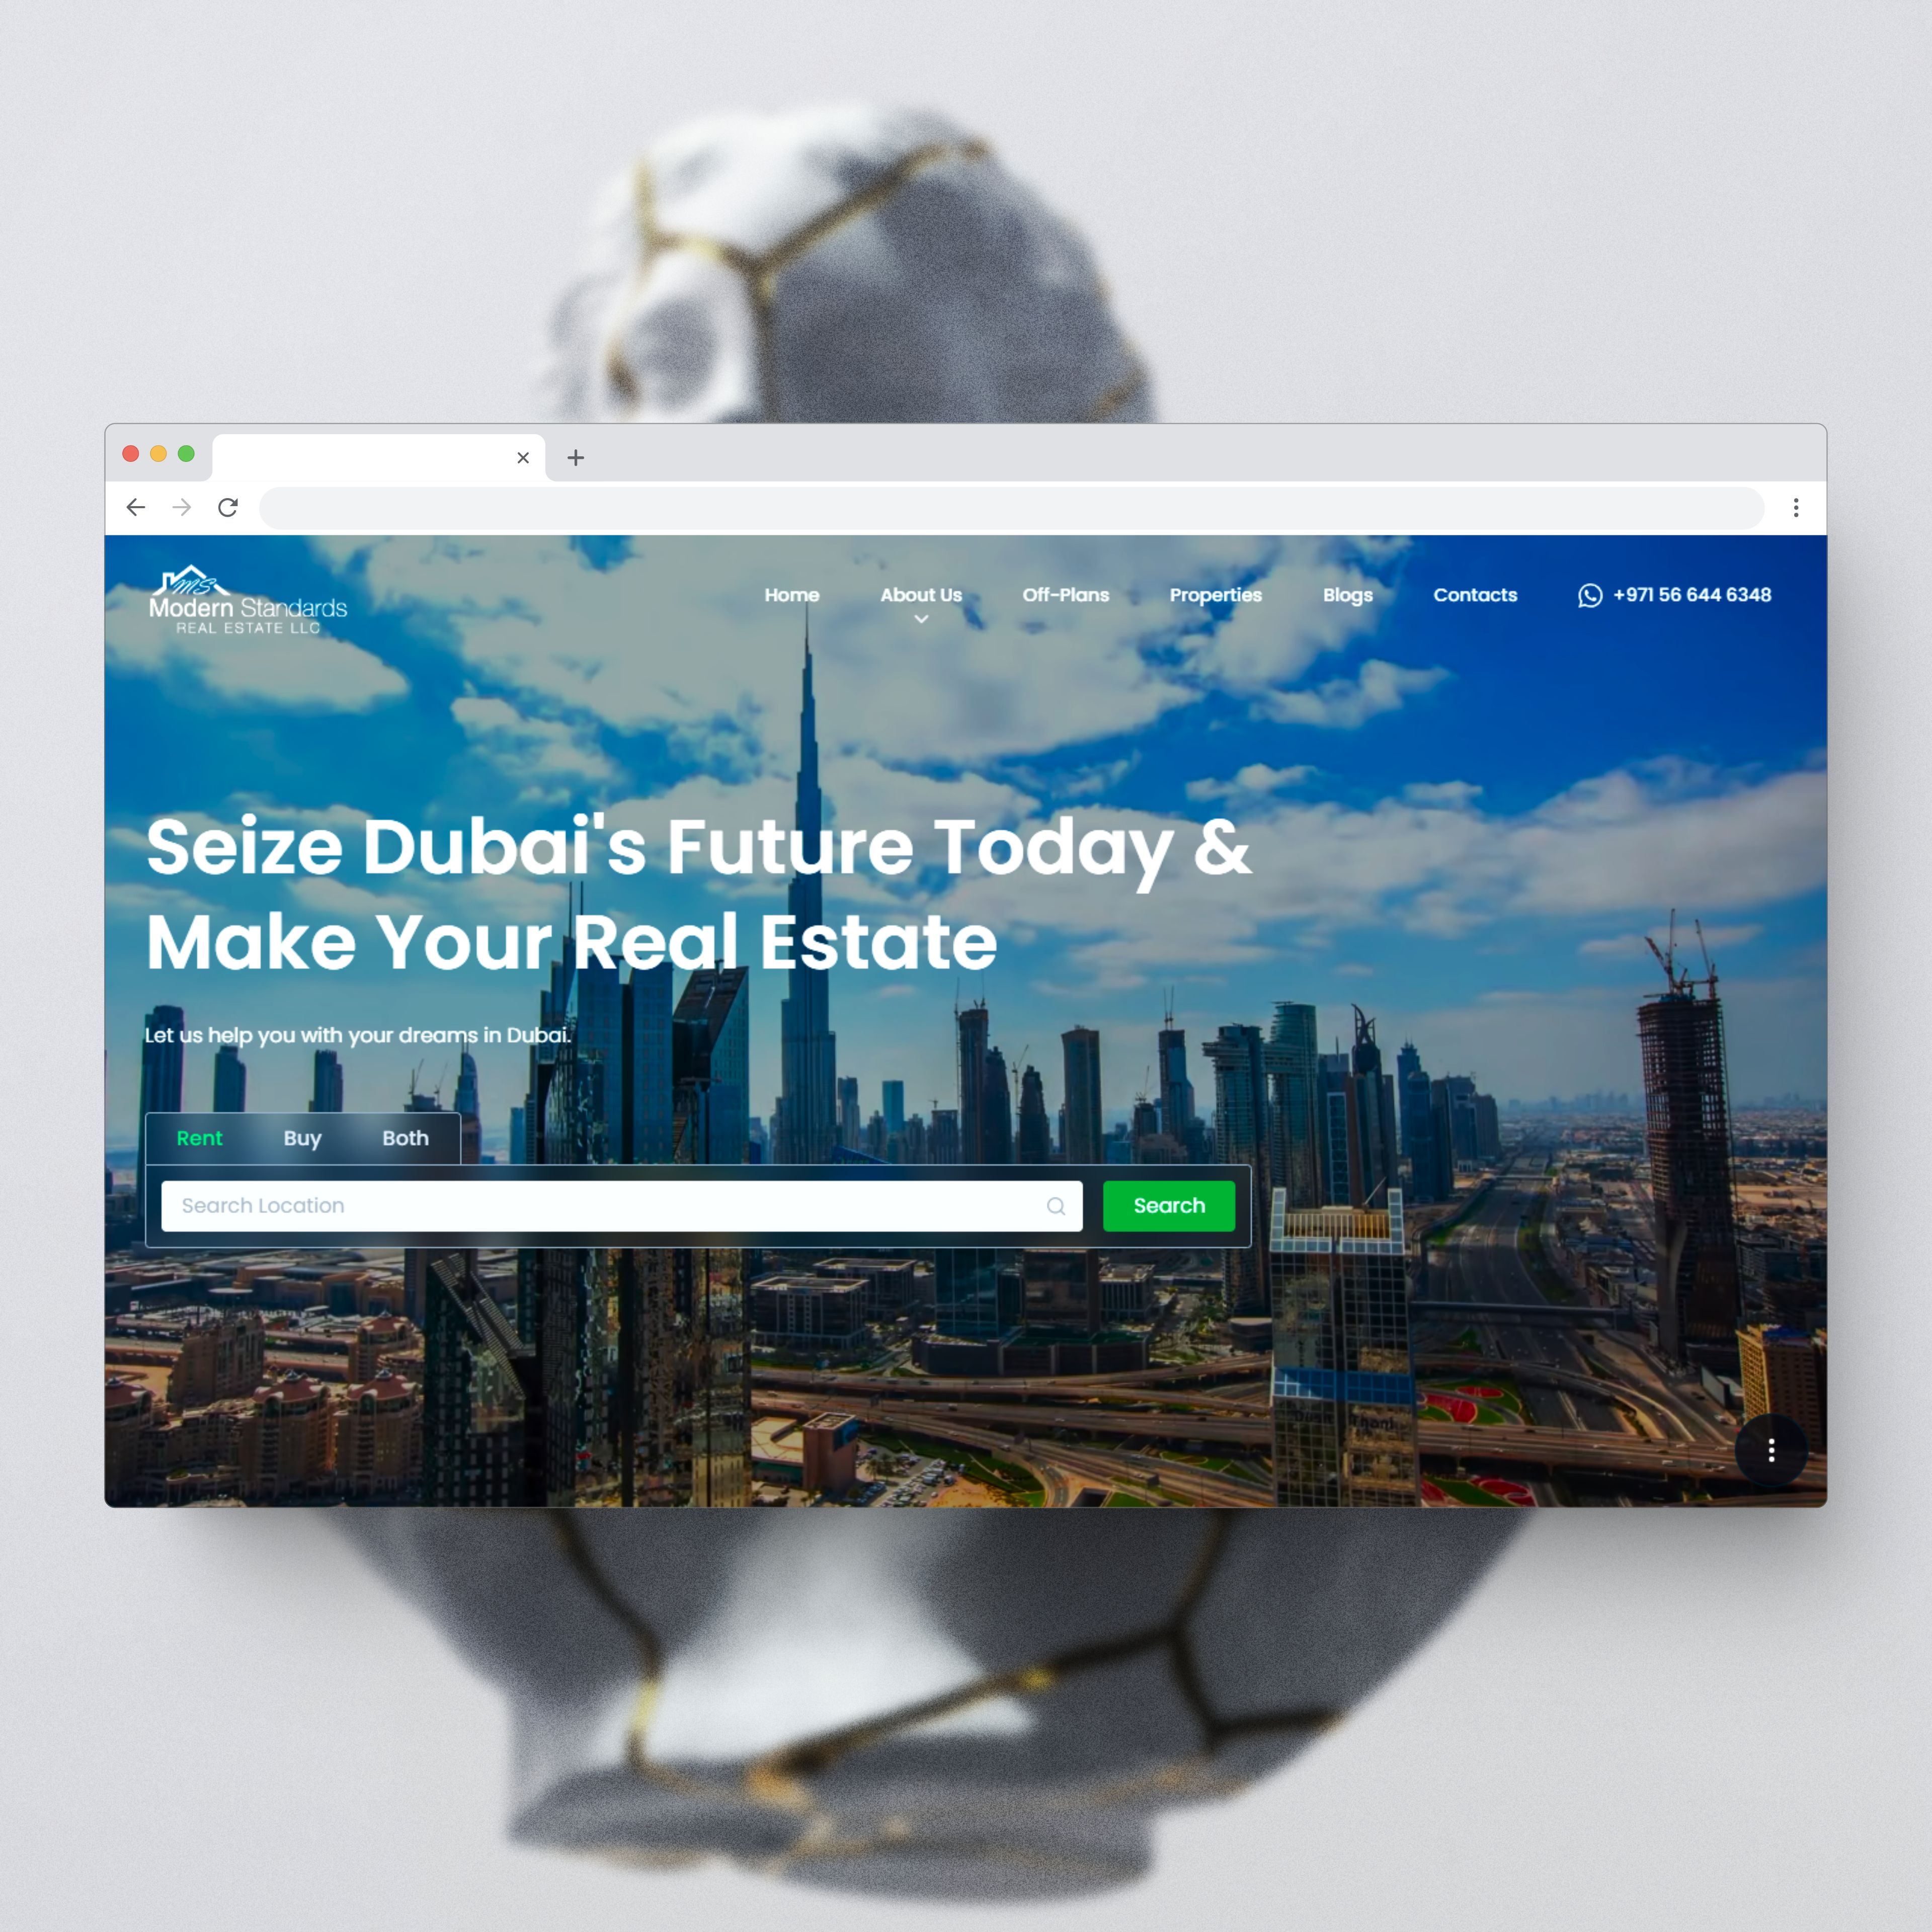 MS
Modern Standards
REAL ESTATE LLC
Home About Us Off-Plans Properties Blogs Contacts +971 56 644 6348
Seize Dubai's Future Today &
Make Your Real Estate
Let us help you with your dreams in Dubai.
Rent Buy Both
Search Location Search